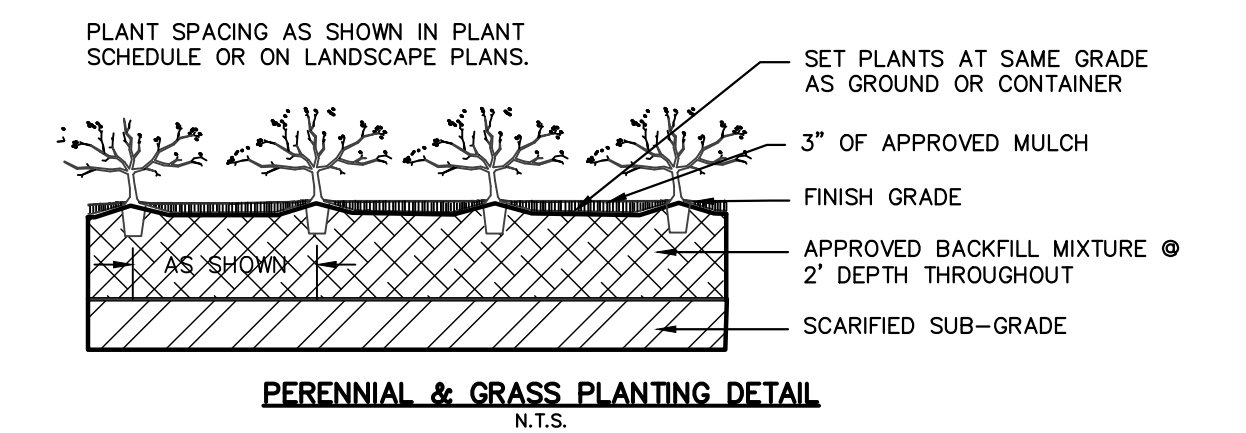 PLANT SPACING AS SHOWN IN PLANT
SCHEDULE OR ON LANDSCAPE PLANS.
SET PLANTS AT SAME GRADE
AS GROUND OR CONTAINER
3" OF APPROVED MULCH
FINISH GRADE
APPROVED BACKFILL MIXTURE @
2' DEPTH THROUGHOUT
AS SHOWN
SCARIFIED SUB-GRADE
PERENNIAL & GRASS PLANTING DETAIL
N.T.S.